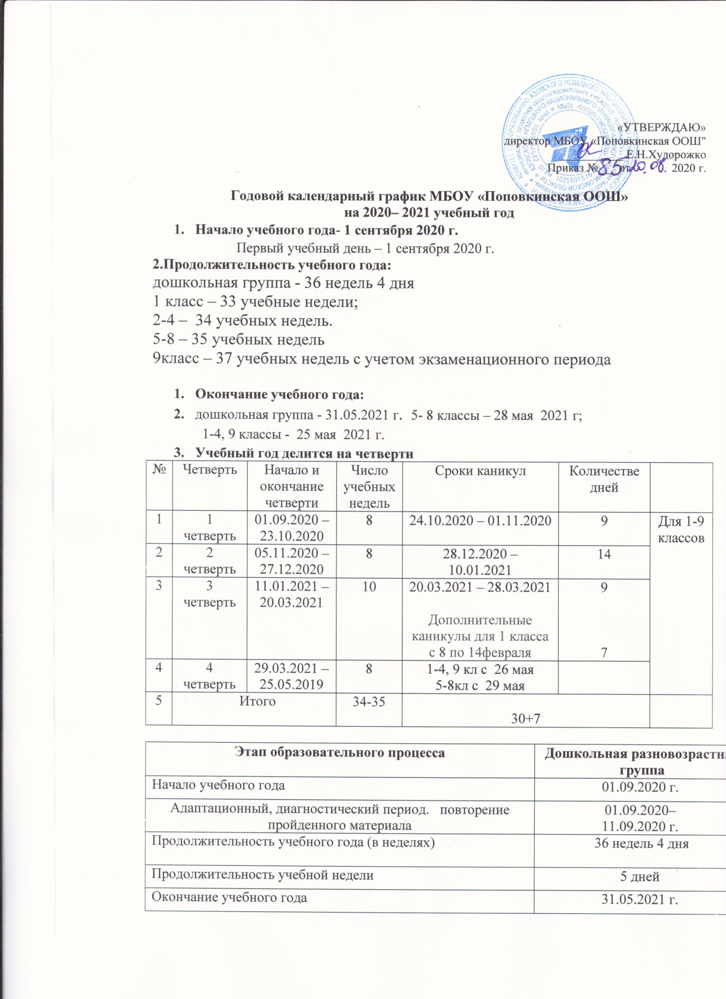 «УТВЕРЖДАЮ»
директор МБОУ «Поповкинская ООШ"
Е.Н.Худорожко
Приказ № 85 от 20.08. 2020 г.
Годовой календарный график МБОУ «Поповкинская ООШ»
на 2020– 2021 учебный год
1. Начало учебного года- 1 сентября 2020 г.
Первый учебный день – 1 сентября 2020 г.
2.Продолжительность учебного года:
дошкольная группа - 36 недель 4 дня
1 класс – 33 учебные недели;
2-4 – 34 учебных недель.
5-8 – 35 учебных недель
9класс – 37 учебных недель с учетом экзаменационного периода
1. Окончание учебного года:
2. дошкольная группа - 31.05.2021 г. 5- 8 классы – 28 мая 2021 г;
1-4, 9 классы - 25 мая 2021 г.
3. Учебный год делится на четверти
№ Четверть Начало и окончание четверти Число учебных недель Сроки каникул Количестве дней
1 1 четверть 01.09.2020 – 23.10.2020 8 24.10.2020 – 01.11.2020 9 Для 1-9 классов
2 2 четверть 05.11.2020 – 27.12.2020 8 28.12.2020 – 10.01.2021 14
3 3 четверть 11.01.2021 – 20.03.2021 10 20.03.2021 – 28.03.2021 9
Дополнительные каникулы для 1 класса с 8 по 14февраля 7
4 4 четверть 29.03.2021 – 25.05.2019 8 1-4, 9 кл с 26 мая 5-8кл с 29 мая
5 Итого 34-35 30+7
Этап образовательного процесса Дошкольная разновозрастн группа
Начало учебного года 01.09.2020 г.
Адаптационный, диагностический период. повторение пройденного материала 01.09.2020– 11.09.2020 г.
Продолжительность учебного года (в неделях) 36 недель 4 дня
Продолжительность учебной недели 5 дней
Окончание учебного года 31.05.2021 г.